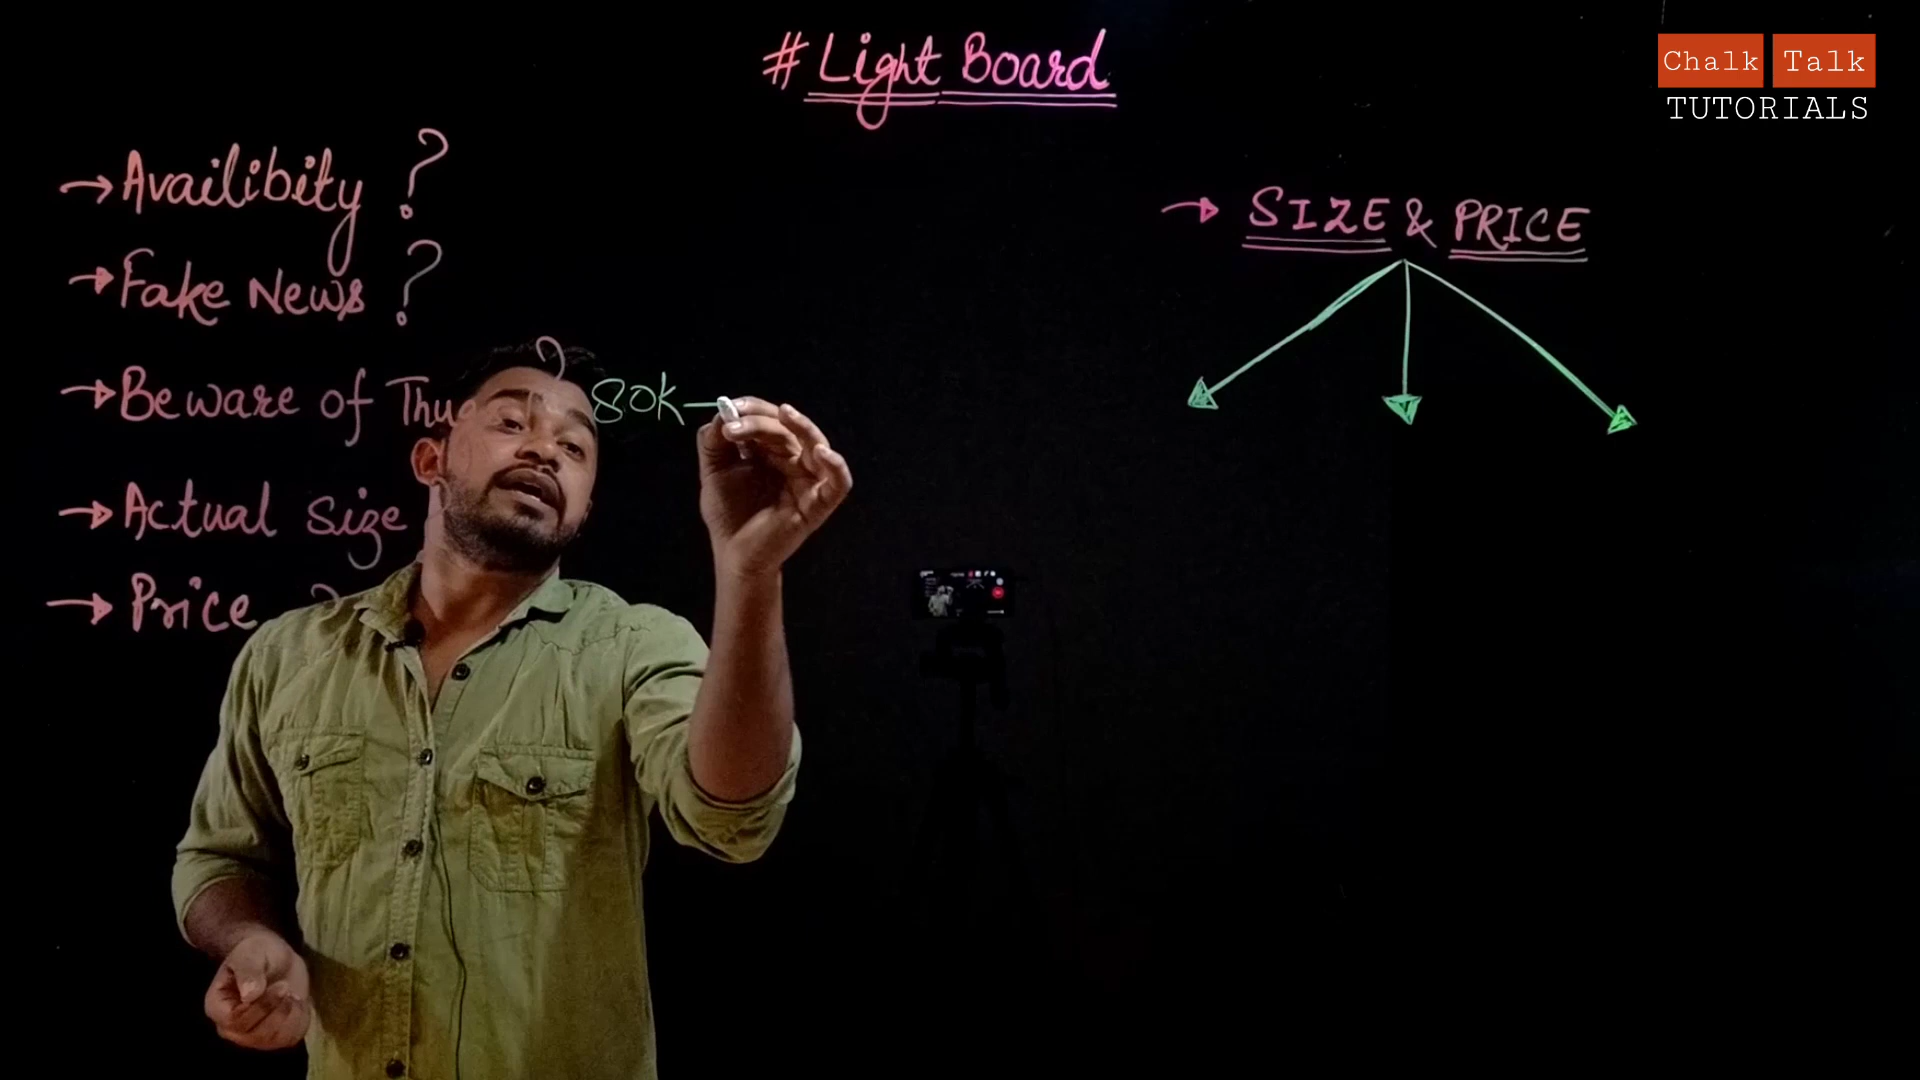 # Light Board
Chalk Talk
TUTORIALS
→ Availibity ?
→ Fake News ?
→ Beware of
80K-
→ Actual Size
→ Price ?
→ SIZE & PRICE